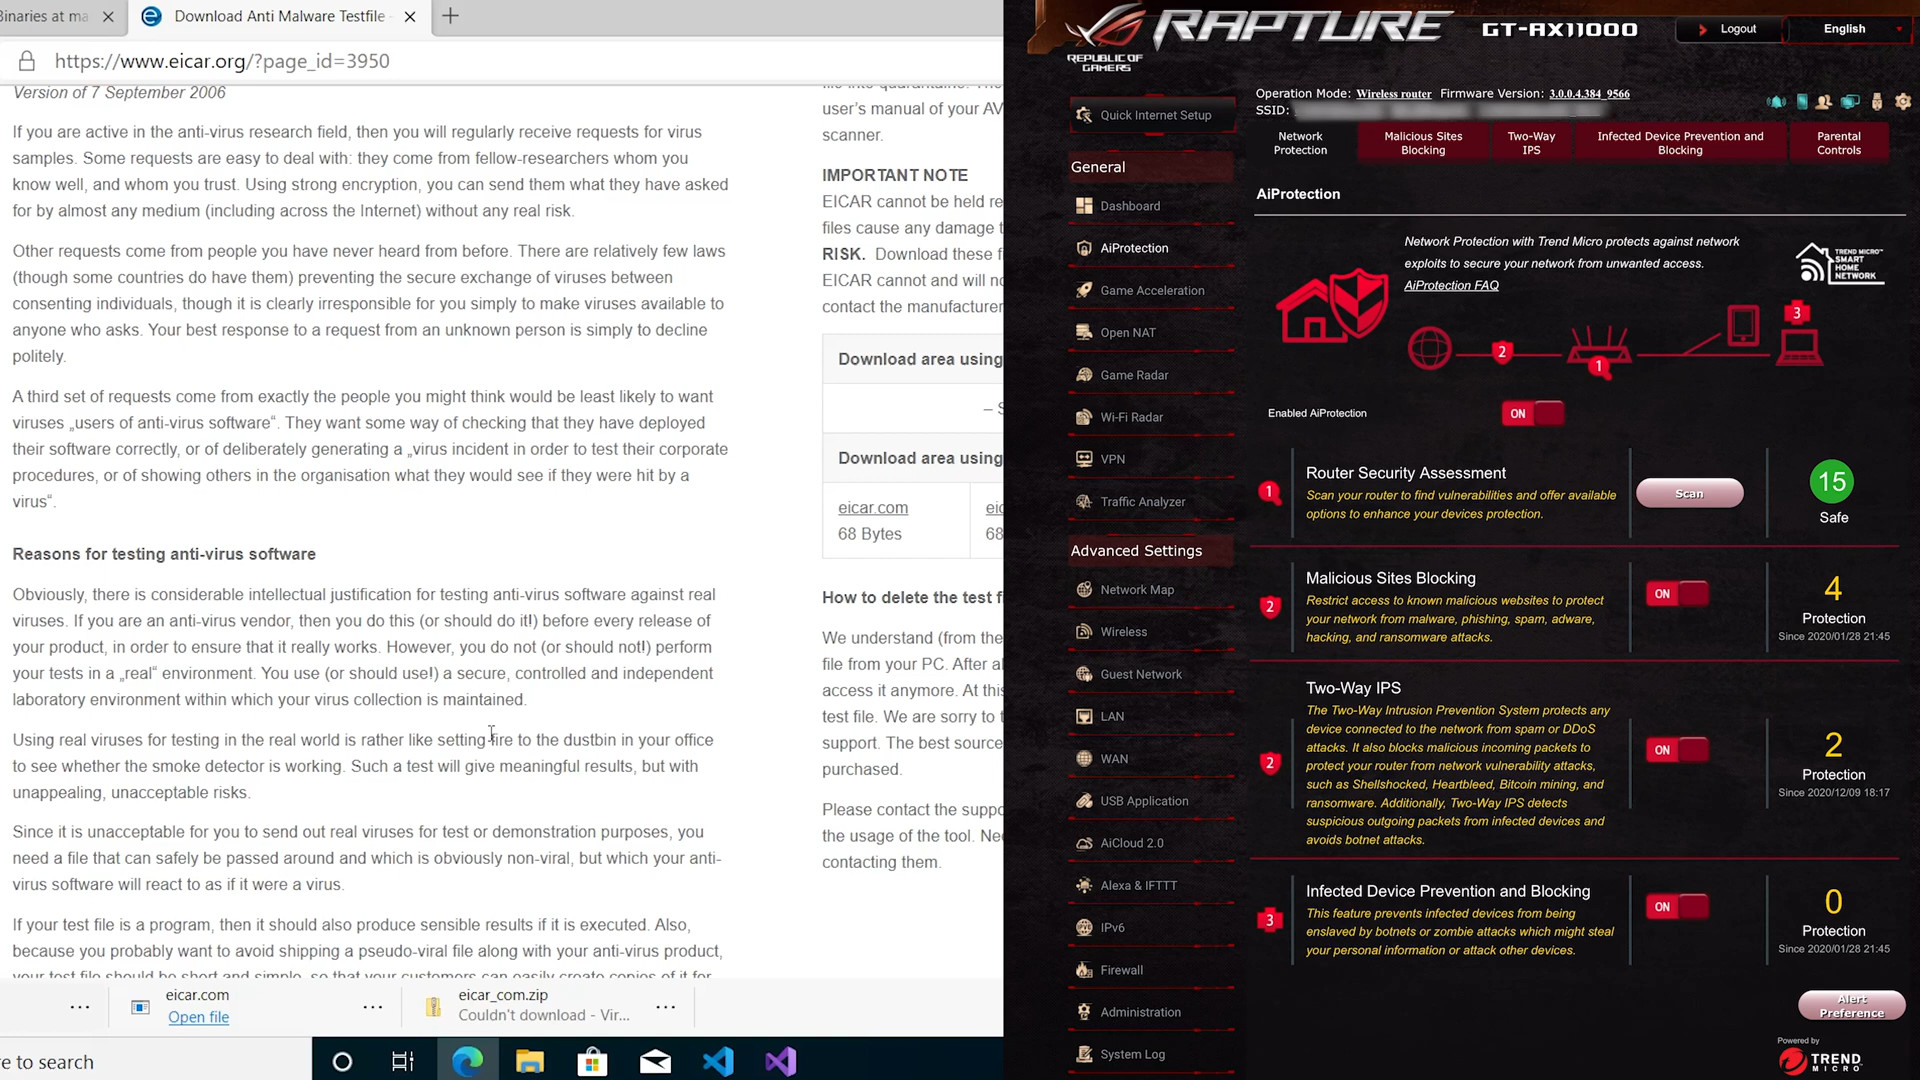 Binaries at ma
Download Anti Malware Testfile -
https://www.eicar.org/?page_id=3950
Version of 7 September 2006
If you are active in the anti-virus research field, then you will regularly receive requests for virus
samples. Some requests are easy to deal with: they come from fellow-researchers whom you
know well, and whom you trust. Using strong encryption, you can send them what they have asked
for by almost any medium (including across the Internet) without any real risk.
Other requests come from people you have never heard from before. There are relatively few laws
(though some countries do have them) preventing the secure exchange of viruses between
consenting individuals, though it is clearly irresponsible for you simply to make viruses available to
anyone who asks. Your best response to a request from an unknown person is simply to decline
politely.
A third set of requests come from exactly the people you might think would be least likely to want
viruses „users of anti-virus software“. They want some way of checking that they have deployed
their software correctly, or of deliberately generating a „virus incident in order to test their corporate
procedures, or of showing others in the organisation what they would see if they were hit by a
virus“.
Reasons for testing anti-virus software
Obviously, there is considerable intellectual justification for testing anti-virus software against real
viruses. If you are an anti-virus vendor, then you do this (or should do it!) before every release of
your product, in order to ensure that it really works. However, you do not (or should not!) perform
your tests in a „real“ environment. You use (or should use!) a secure, controlled and independent
laboratory environment within which your virus collection is maintained.
Using real viruses for testing in the real world is rather like setting fire to the dustbin in your office
to see whether the smoke detector is working. Such a test will give meaningful results, but with
unappealing, unacceptable risks.
Since it is unacceptable for you to send out real viruses for test or demonstration purposes, you
need a file that can safely be passed around and which is obviously non-viral, but which your anti-
virus software will react to as if it were a virus.
If your test file is a program, then it should also produce sensible results if it is executed. Also,
because you probably want to avoid shipping a pseudo-viral file along with your anti-virus product,
your test file should be short and simple, so that your customers can easily create copies of it for
user’s manual of your AV
scanner.
IMPORTANT NOTE
EICAR cannot be held re
files cause any damage t
RISK. Download these f
EICAR cannot and will no
contact the manufacturer
Download area using
– S
Download area using
eicar.com
68 Bytes
eic
68
How to delete the test f
We understand (from the
file from your PC. After al
access it anymore. At this
test file. We are sorry to t
support. The best source
purchased.
Please contact the suppo
the usage of the tool. Nee
contacting them.
eicar.com
Open file
eicar_com.zip
Couldn't download - Vir...
re to search
REPUBLIC OF
GAMERS
RAPTURE
GT-AX11000
Logout
English
Quick Internet Setup
General
Dashboard
AiProtection
Game Acceleration
Open NAT
Game Radar
Wi-Fi Radar
VPN
Traffic Analyzer
Advanced Settings
Network Map
Wireless
Guest Network
LAN
WAN
USB Application
AiCloud 2.0
Alexa & IFTTT
IPv6
Firewall
Administration
System Log
Operation Mode: Wireless router Firmware Version: 3.0.0.4.384_9566
SSID:
Network Protection
Malicious Sites Blocking
Two-Way IPS
Infected Device Prevention and Blocking
Parental Controls
AiProtection
Network Protection with Trend Micro protects against network
exploits to secure your network from unwanted access.
AiProtection FAQ
TREND MICRO™
SMART
HOME
NETWORK
3
2
1
Enabled AiProtection
ON
1
Router Security Assessment
Scan your router to find vulnerabilities and offer available
options to enhance your devices protection.
Scan
15
Safe
2
Malicious Sites Blocking
Restrict access to known malicious websites to protect
your network from malware, phishing, spam, adware,
hacking, and ransomware attacks.
ON
4
Protection
Since 2020/01/28 21:45
2
Two-Way IPS
The Two-Way Intrusion Prevention System protects any
device connected to the network from spam or DDoS
attacks. It also blocks malicious incoming packets to
protect your router from network vulnerability attacks,
such as Shellshocked, Heartbleed, Bitcoin mining, and
ransomware. Additionally, Two-Way IPS detects
suspicious outgoing packets from infected devices and
avoids botnet attacks.
ON
2
Protection
Since 2020/12/09 18:17
3
Infected Device Prevention and Blocking
This feature prevents infected devices from being
enslaved by botnets or zombie attacks which might steal
your personal information or attack other devices.
ON
0
Protection
Since 2020/01/28 21:45
Alert
Preference
Powered by
TREND
MICRO